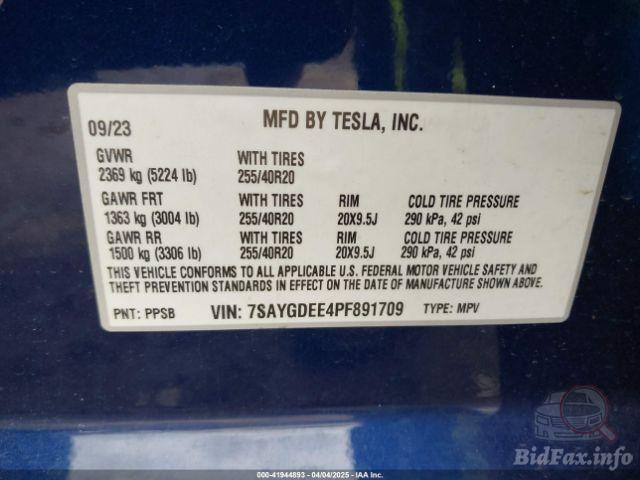 09/23 MFD BY TESLA, INC.
GVWR WITH TIRES
2369 kg (5224 lb) 255/40R20
GAWR FRT WITH TIRES RIM COLD TIRE PRESSURE
1363 kg (3004 lb) 255/40R20 20X9.5J 290 kPa, 42 psi
GAWR RR WITH TIRES RIM COLD TIRE PRESSURE
1500 kg (3306 lb) 255/40R20 20X9.5J 290 kPa, 42 psi
THIS VEHICLE CONFORMS TO ALL APPLICABLE U.S. FEDERAL MOTOR VEHICLE SAFETY AND
THEFT PREVENTION STANDARDS IN EFFECT ON THE DATE OF MANUFACTURE SHOWN ABOVE.
PNT: PPSB VIN: 7SAYGDEE4PF891709 TYPE: MPV
BidFax.info
000-41944893 - 04/04/2025 - IAA Inc.